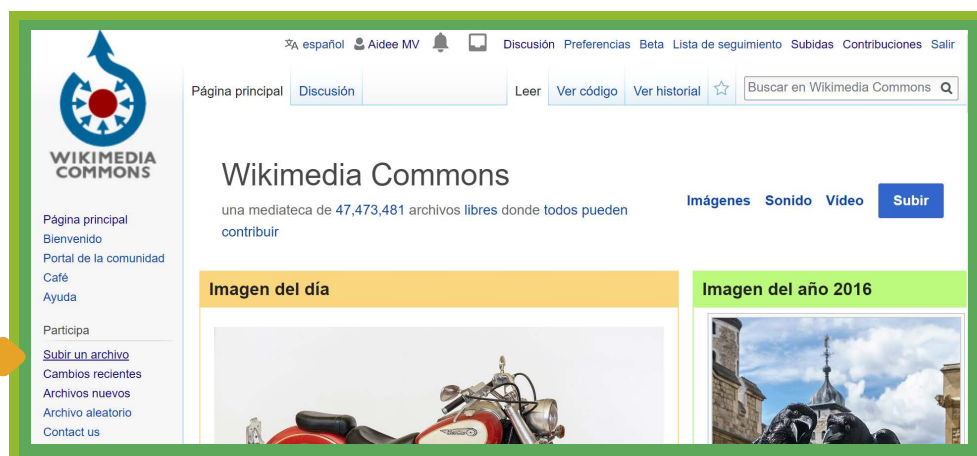 español Aidee MV Discusión Preferencias Beta Lista de seguimiento Subidas Contribuciones Salir
Página principal Discusión Leer Ver código Ver historial Buscar en Wikimedia Commons
WIKIMEDIA
COMMONS
Wikimedia Commons
una mediateca de 47,473,481 archivos libres donde todos pueden
contribuir
Imágenes Sonido Vídeo Subir
Página principal
Bienvenido
Portal de la comunidad
Café
Ayuda
Participa
Subir un archivo
Cambios recientes
Archivos nuevos
Archivo aleatorio
Contact us
Imagen del día
Imagen del año 2016